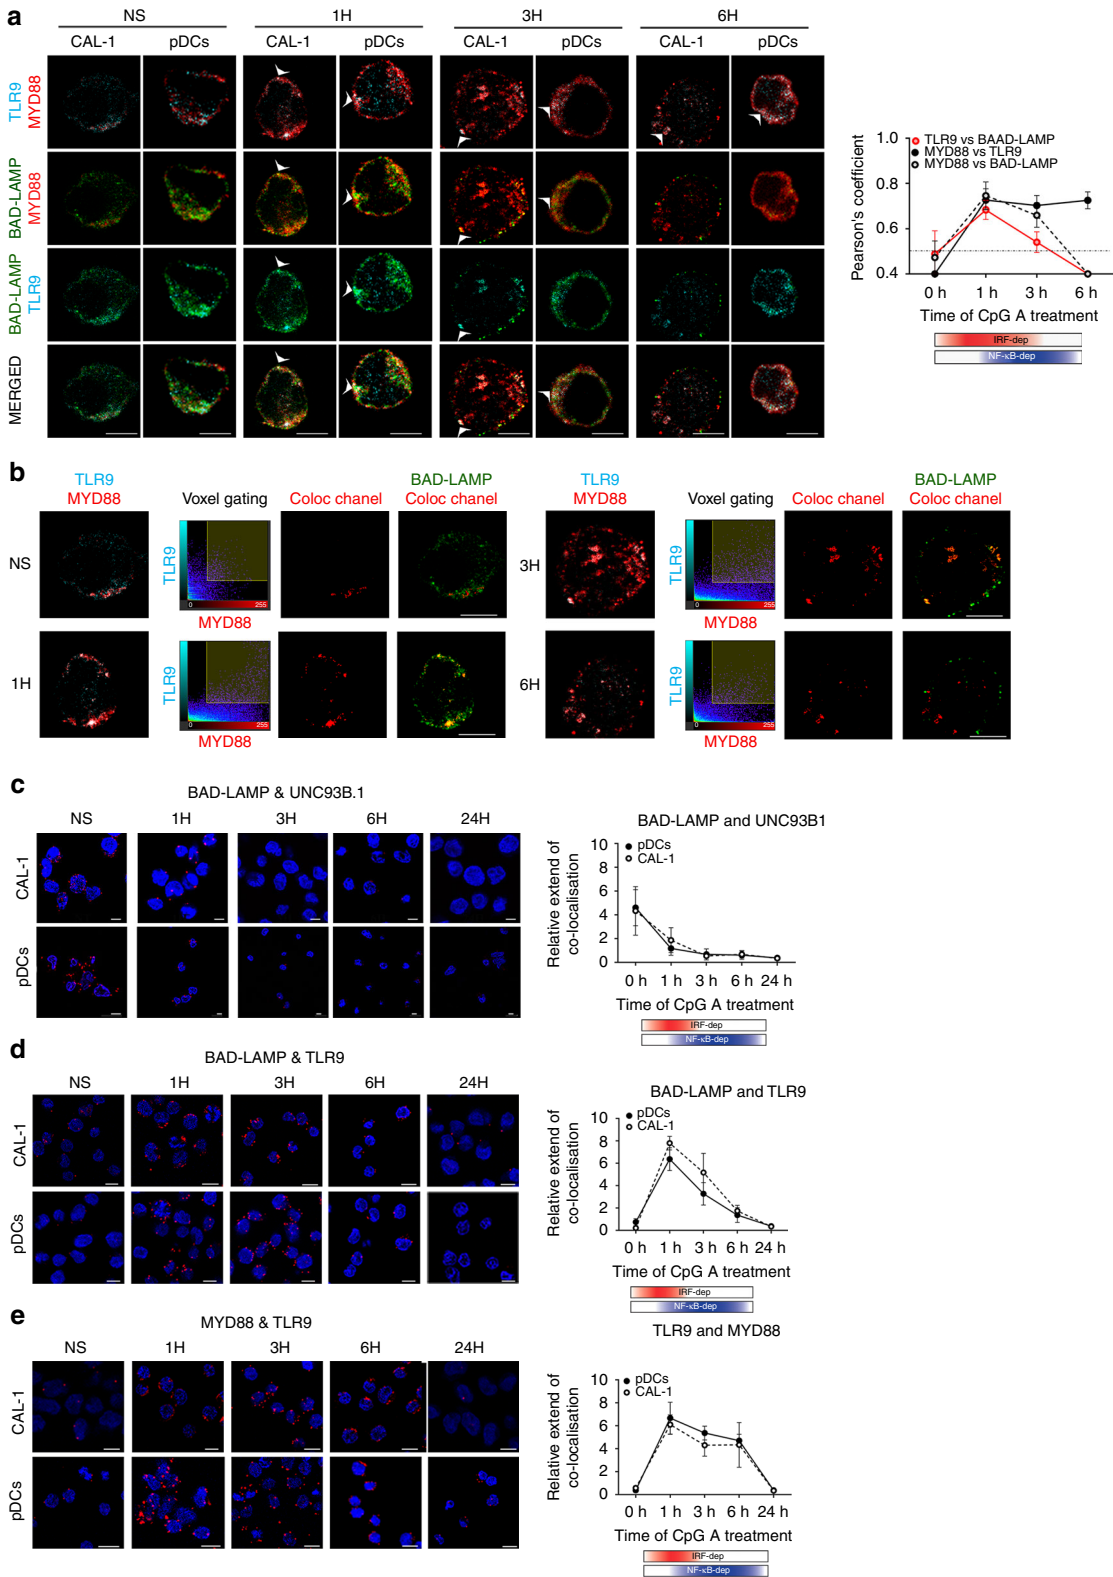 a
NS 1H 3H 6H
CAL-1 pDCs CAL-1 pDCs CAL-1 pDCs CAL-1 pDCs
TLR9
MYD88
BAD-LAMP
MYD88
BAD-LAMP
TLR9
MERGED
Pearson's coefficient
1.0
0.8
0.6
0.4
TLR9 vs BAAD-LAMP
MYD88 vs TLR9
MYD88 vs BAD-LAMP
0 h 1 h 3 h 6 h
Time of CpG A treatment
IRF-dep
NF-κB-dep
b
TLR9
MYD88
Voxel gating
Coloc chanel
BAD-LAMP
Coloc chanel
TLR9
MYD88
Voxel gating
Coloc chanel
BAD-LAMP
Coloc chanel
NS
TLR9
0 255
MYD88
3H
TLR9
0 255
MYD88
1H
TLR9
0 255
MYD88
6H
TLR9
0 255
MYD88
c
BAD-LAMP & UNC93B.1
NS 1H 3H 6H 24H
CAL-1
pDCs
BAD-LAMP and UNC93B1
Relative extend of
co-localisation
10
8
6
4
2
0
pDCs
CAL-1
0 h 1 h 3 h 6 h 24 h
Time of CpG A treatment
IRF-dep
NF-κB-dep
d
BAD-LAMP & TLR9
NS 1H 3H 6H 24H
CAL-1
pDCs
BAD-LAMP and TLR9
Relative extend of
co-localisation
10
8
6
4
2
0
pDCs
CAL-1
0 h 1 h 3 h 6 h 24 h
Time of CpG A treatment
IRF-dep
NF-κB-dep
e
MYD88 & TLR9
NS 1H 3H 6H 24H
CAL-1
pDCs
TLR9 and MYD88
Relative extend of
co-localisation
10
8
6
4
2
0
pDCs
CAL-1
0 h 1 h 3 h 6 h 24 h
Time of CpG A treatment
IRF-dep
NF-κB-dep